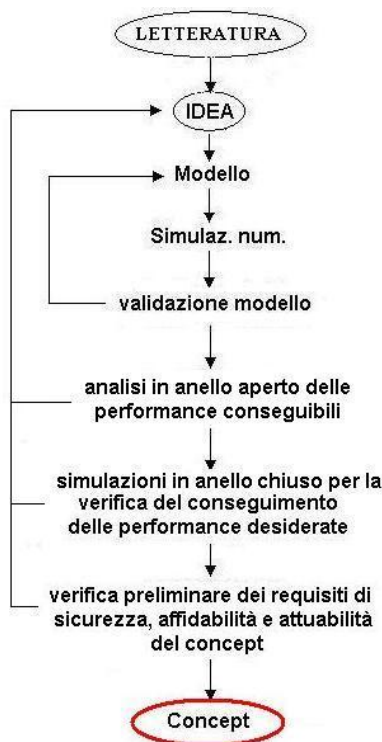 LETTERATURA
IDEA
Modello
Simulaz. num.
validazione modello
analisi in anello aperto delle
performance conseguibili
simulazioni in anello chiuso per la
verifica del conseguimento
delle performance desiderate
verifica preliminare dei requisiti di
sicurezza, affidabilità e attuabilità
del concept
Concept